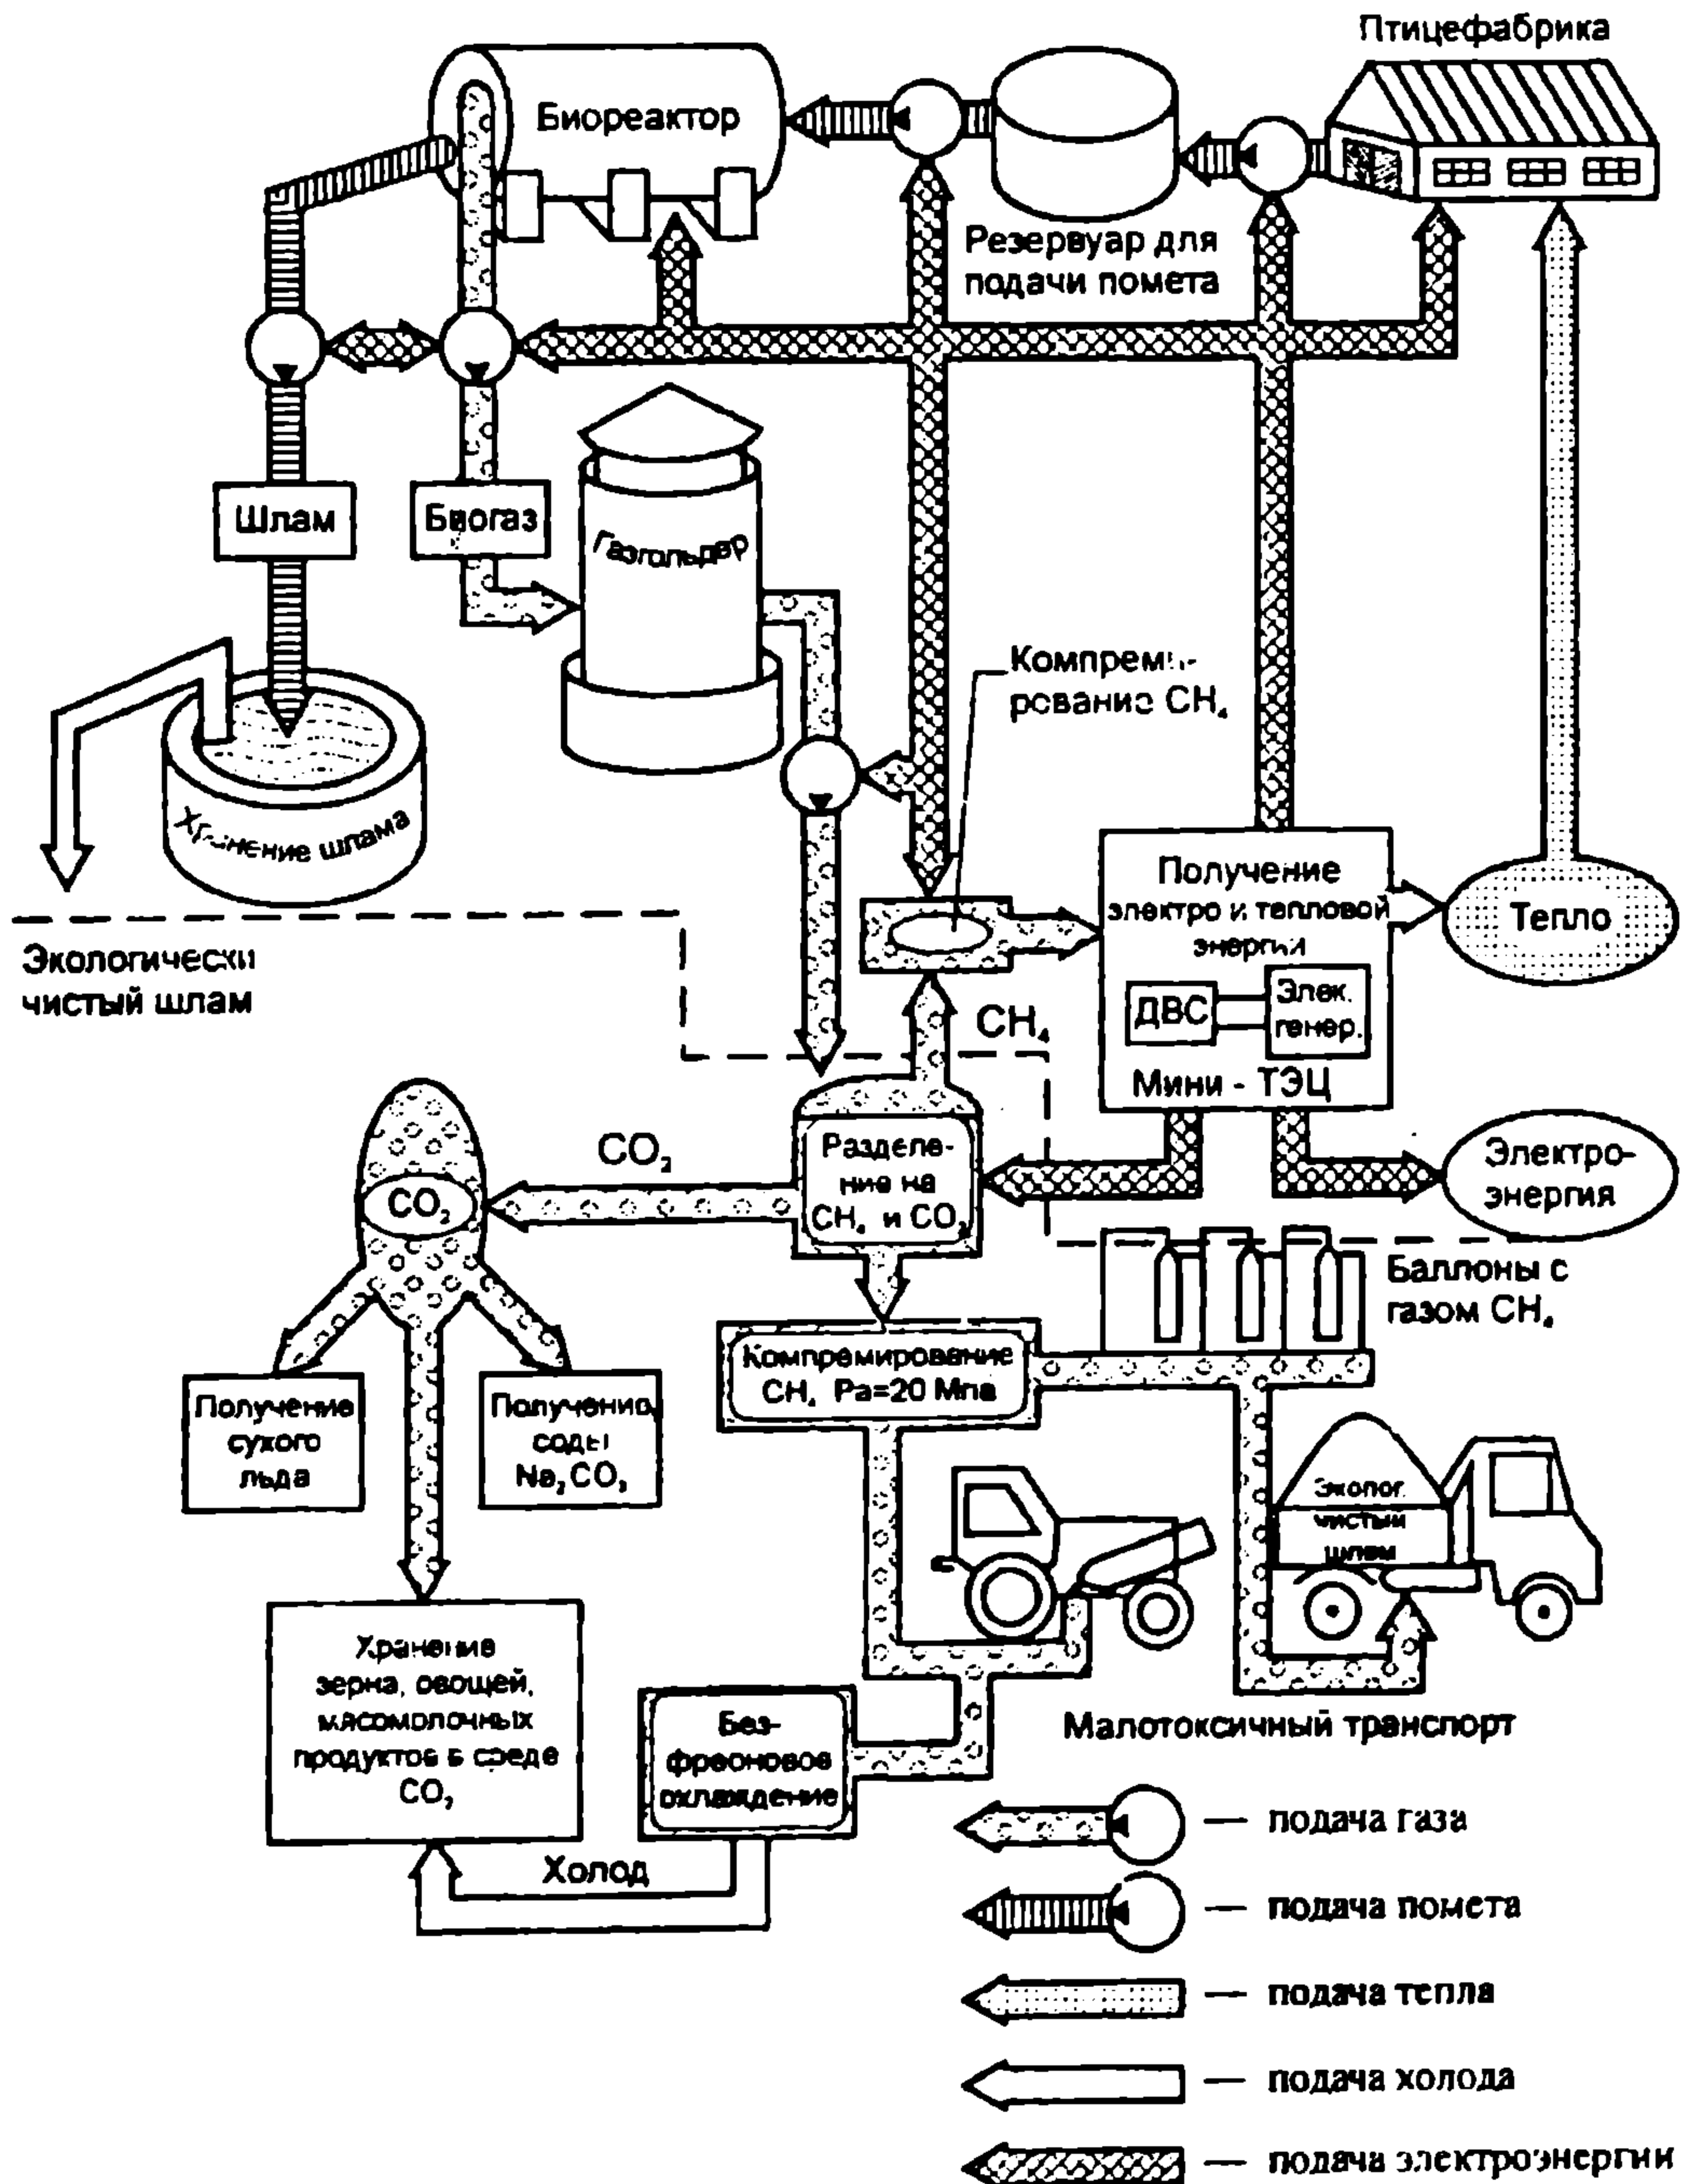 Птицефабрика
Биореактор
Резервуар для
подачи помета
Шлам
Биогаз
Газгольдер
Хранение шлама
Компреми-
рование CH₄
Получение
электро и тепловой
энергии
ДВС
Элек.
генер.
Мини - ТЭЦ
Тепло
Экологически
чистый шлам
CH₄
CO₂
CO₂
Разделе-
ние на
CH₄ и CO₂
Электро-
энергия
Баллоны с
газом CH₄
Компремирование
CH₄ Pa=20 Мпа
Получение
сухого
льда
Получение
соды
Na₂CO₃
Эколог.
чистый
шлам
Хранение
зерна, овощей,
мясомолочных
продуктов в среде
CO₂
Без-
фреоновое
охлаждение
Малотоксичный транспорт
Холод
— подача газа
— подача помета
— подача тепла
— подача холода
— подача электроэнергии